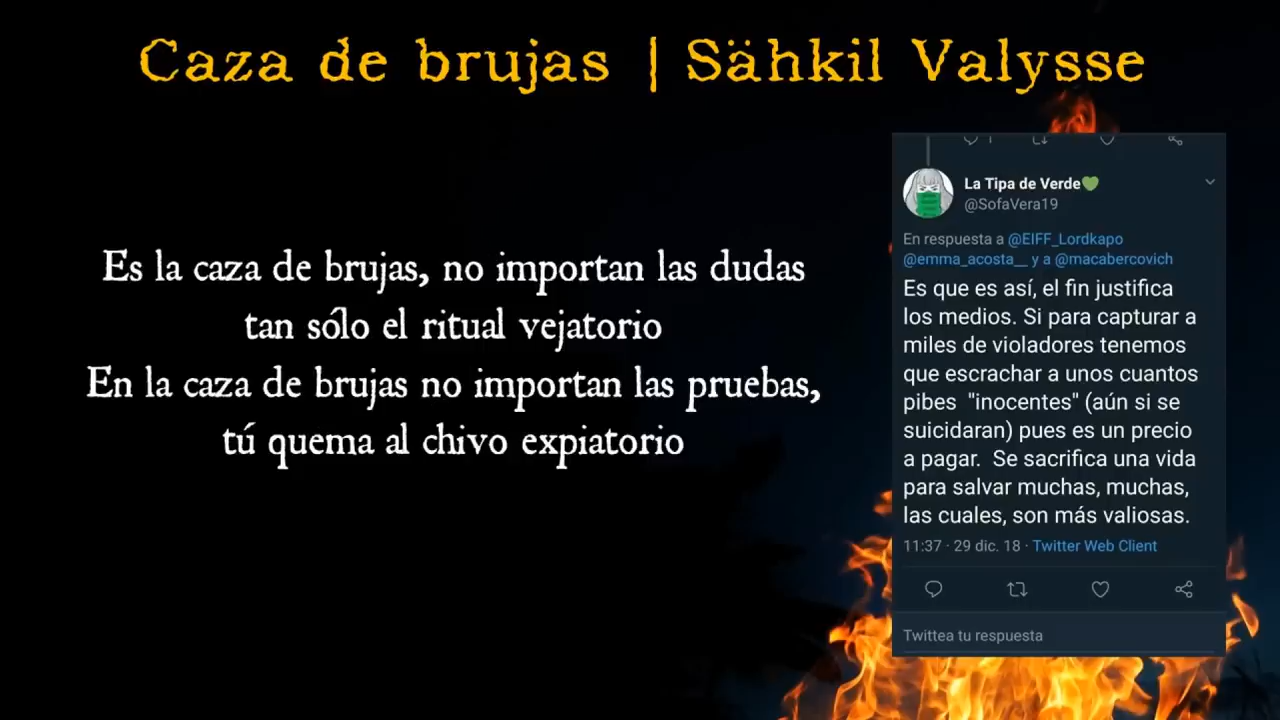 Caza de brujas | Sähkil Valysse
Es la caza de brujas, no importan las dudas
tan sólo el ritual vejatorio
En la caza de brujas no importan las pruebas,
tú quema al chivo expiatorio
La Tipa de Verde💚
@SofaVera19
En respuesta a @EIFF_Lordkapo
@emma_acosta__ y a @macabercovich
Es que es así, el fin justifica
los medios. Si para capturar a
miles de violadores tenemos
que escrachar a unos cuantos
pibes "inocentes" (aún si se
suicidaran) pues es un precio
a pagar. Se sacrifica una vida
para salvar muchas, muchas,
las cuales, son más valiosas.
11:37 · 29 dic. 18 · Twitter Web Client
Twittea tu respuesta